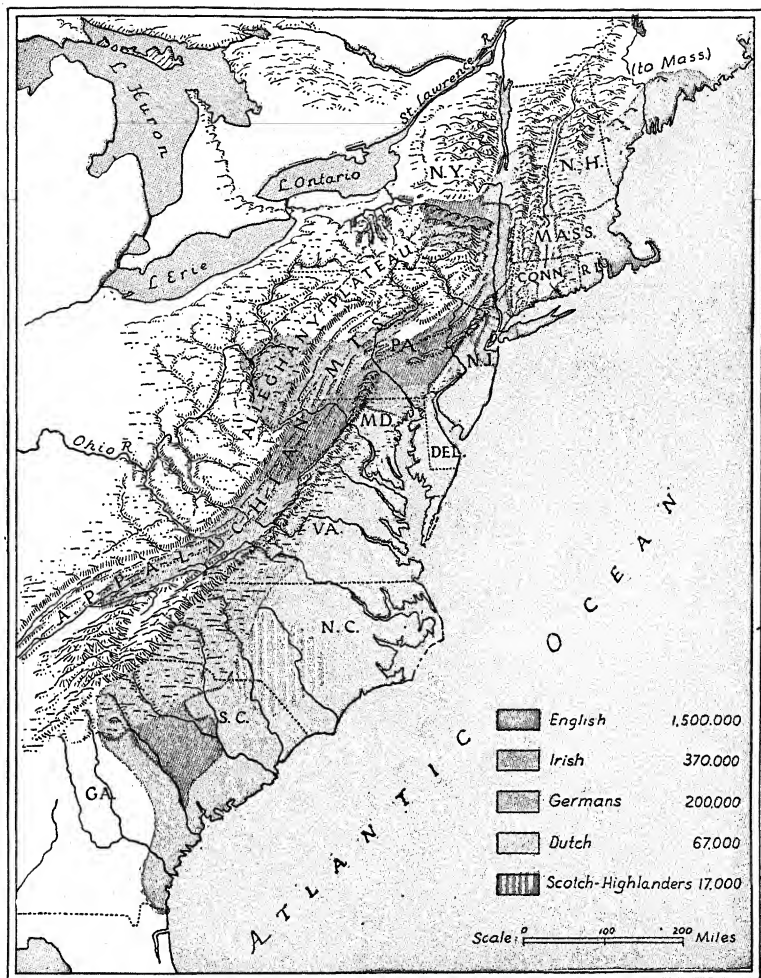 L. Huron
St. Lawrence R.
(to Mass.)
N.Y.
N.H.
L. Ontario
MASS.
CONN.
R.I.
L. Erie
ALLEGHANY PLATEAU
PA.
N.J.
MD.
DEL.
Ohio R.
APPALACHIAN MTS.
VA.
N.C.
S.C.
GA.
ATLANTIC OCEAN
English 1,500.000
Irish 370.000
Germans 200,000
Dutch 67,000
Scotch-Highlanders 17,000
Scale: 0 100 200 Miles